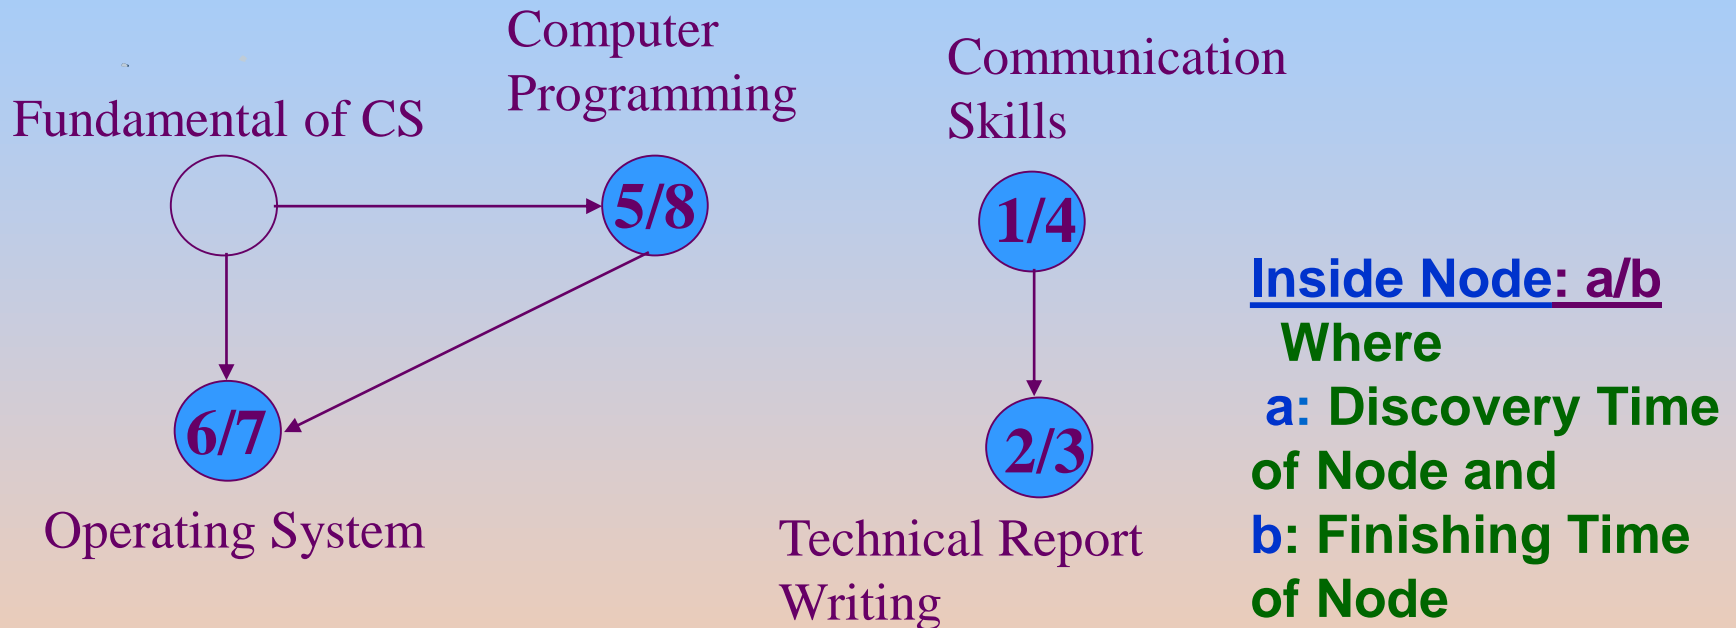 Computer
Programming
Communication
Skills
Fundamental of CS
5/8
1/4
Inside Node: a/b
Where
a: Discovery Time
of Node and
b: Finishing Time
of Node
6/7
2/3
Operating System
Technical Report
Writing